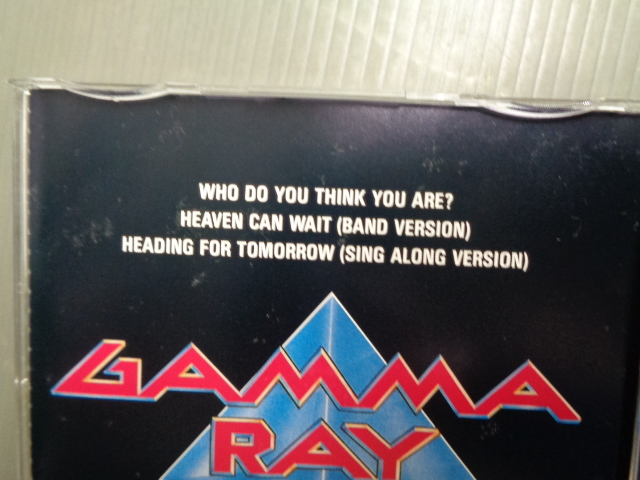 WHO DO YOU THINK YOU ARE?
HEAVEN CAN WAIT (BAND VERSION)
HEADING FOR TOMORROW (SING ALONG VERSION)
GAMMA
RAY